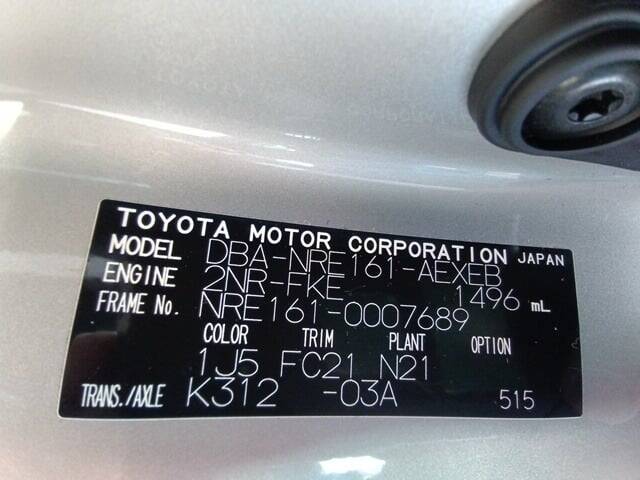 TOYOTA MOTOR CORPORATION JAPAN
MODEL DBA-NRE161-AEXEB
ENGINE 2NR-FKE 1496 mL
FRAME No. NRE161-0007689
COLOR TRIM PLANT OPTION
1J5 FC21 N21
TRANS./AXLE K312 -03A 515